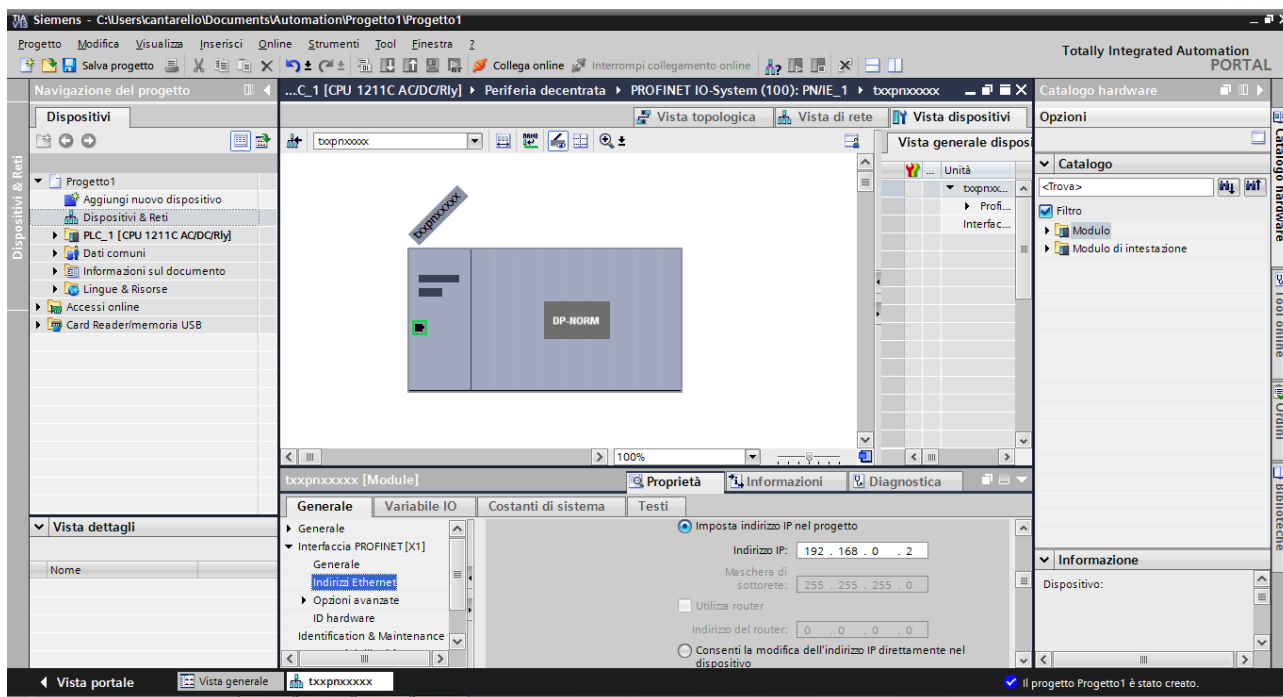 TIA V13 Siemens - C:\Users\cantarello\Documents\Automation\Progetto1\Progetto1
Progetto Modifica Visualizza Inserisci Online Strumenti Tool Finestra ?
Totally Integrated Automation
PORTAL
Salva progetto Collega online Interrompi collegamento online
Navigazione del progetto
...C_1 [CPU 1211C AC/DC/Rly] Periferia decentrata PROFINET IO-System (100): PN/IE_1 txxpnxxxxx
Catalogo hardware
Dispositivi
Vista topologica Vista di rete Vista dispositivi
Opzioni
txxpnxxxxx
100%
Vista generale disposi
... Unità
txxpnxx...
Profi...
Interfac...
Catalogo
<Trova>
Filtro
Modulo
Modulo di intestazione
Progetto1
Aggiungi nuovo dispositivo
Dispositivi & Reti
PLC_1 [CPU 1211C AC/DC/Rly]
Dati comuni
Informazioni sul documento
Lingue & Risorse
Accessi online
Card Reader/memoria USB
Dispositivi & Reti
txxpnxxxxx
DP-NORM
Catalogo hardware
Tool online
Ordini
Biblioteche
txxpnxxxxx [Module]
Proprietà Informazioni Diagnostica
Generale Variabile IO Costanti di sistema Testi
Generale
Interfaccia PROFINET [X1]
Generale
Indirizzi Ethernet
Opzioni avanzate
ID hardware
Identification & Maintenance
Imposta indirizzo IP nel progetto
Indirizzo IP: 192 . 168 . 0 . 2
Maschera di sottorete: 255 . 255 . 255 . 0
Utilizza router
Indirizzo del router: 0 . 0 . 0 . 0
Consenti la modifica dell'indirizzo IP direttamente nel
dispositivo
Vista dettagli
Nome
Informazione
Dispositivo:
Vista portale Vista generale txxpnxxxxx
Il progetto Progetto1 è stato creato.